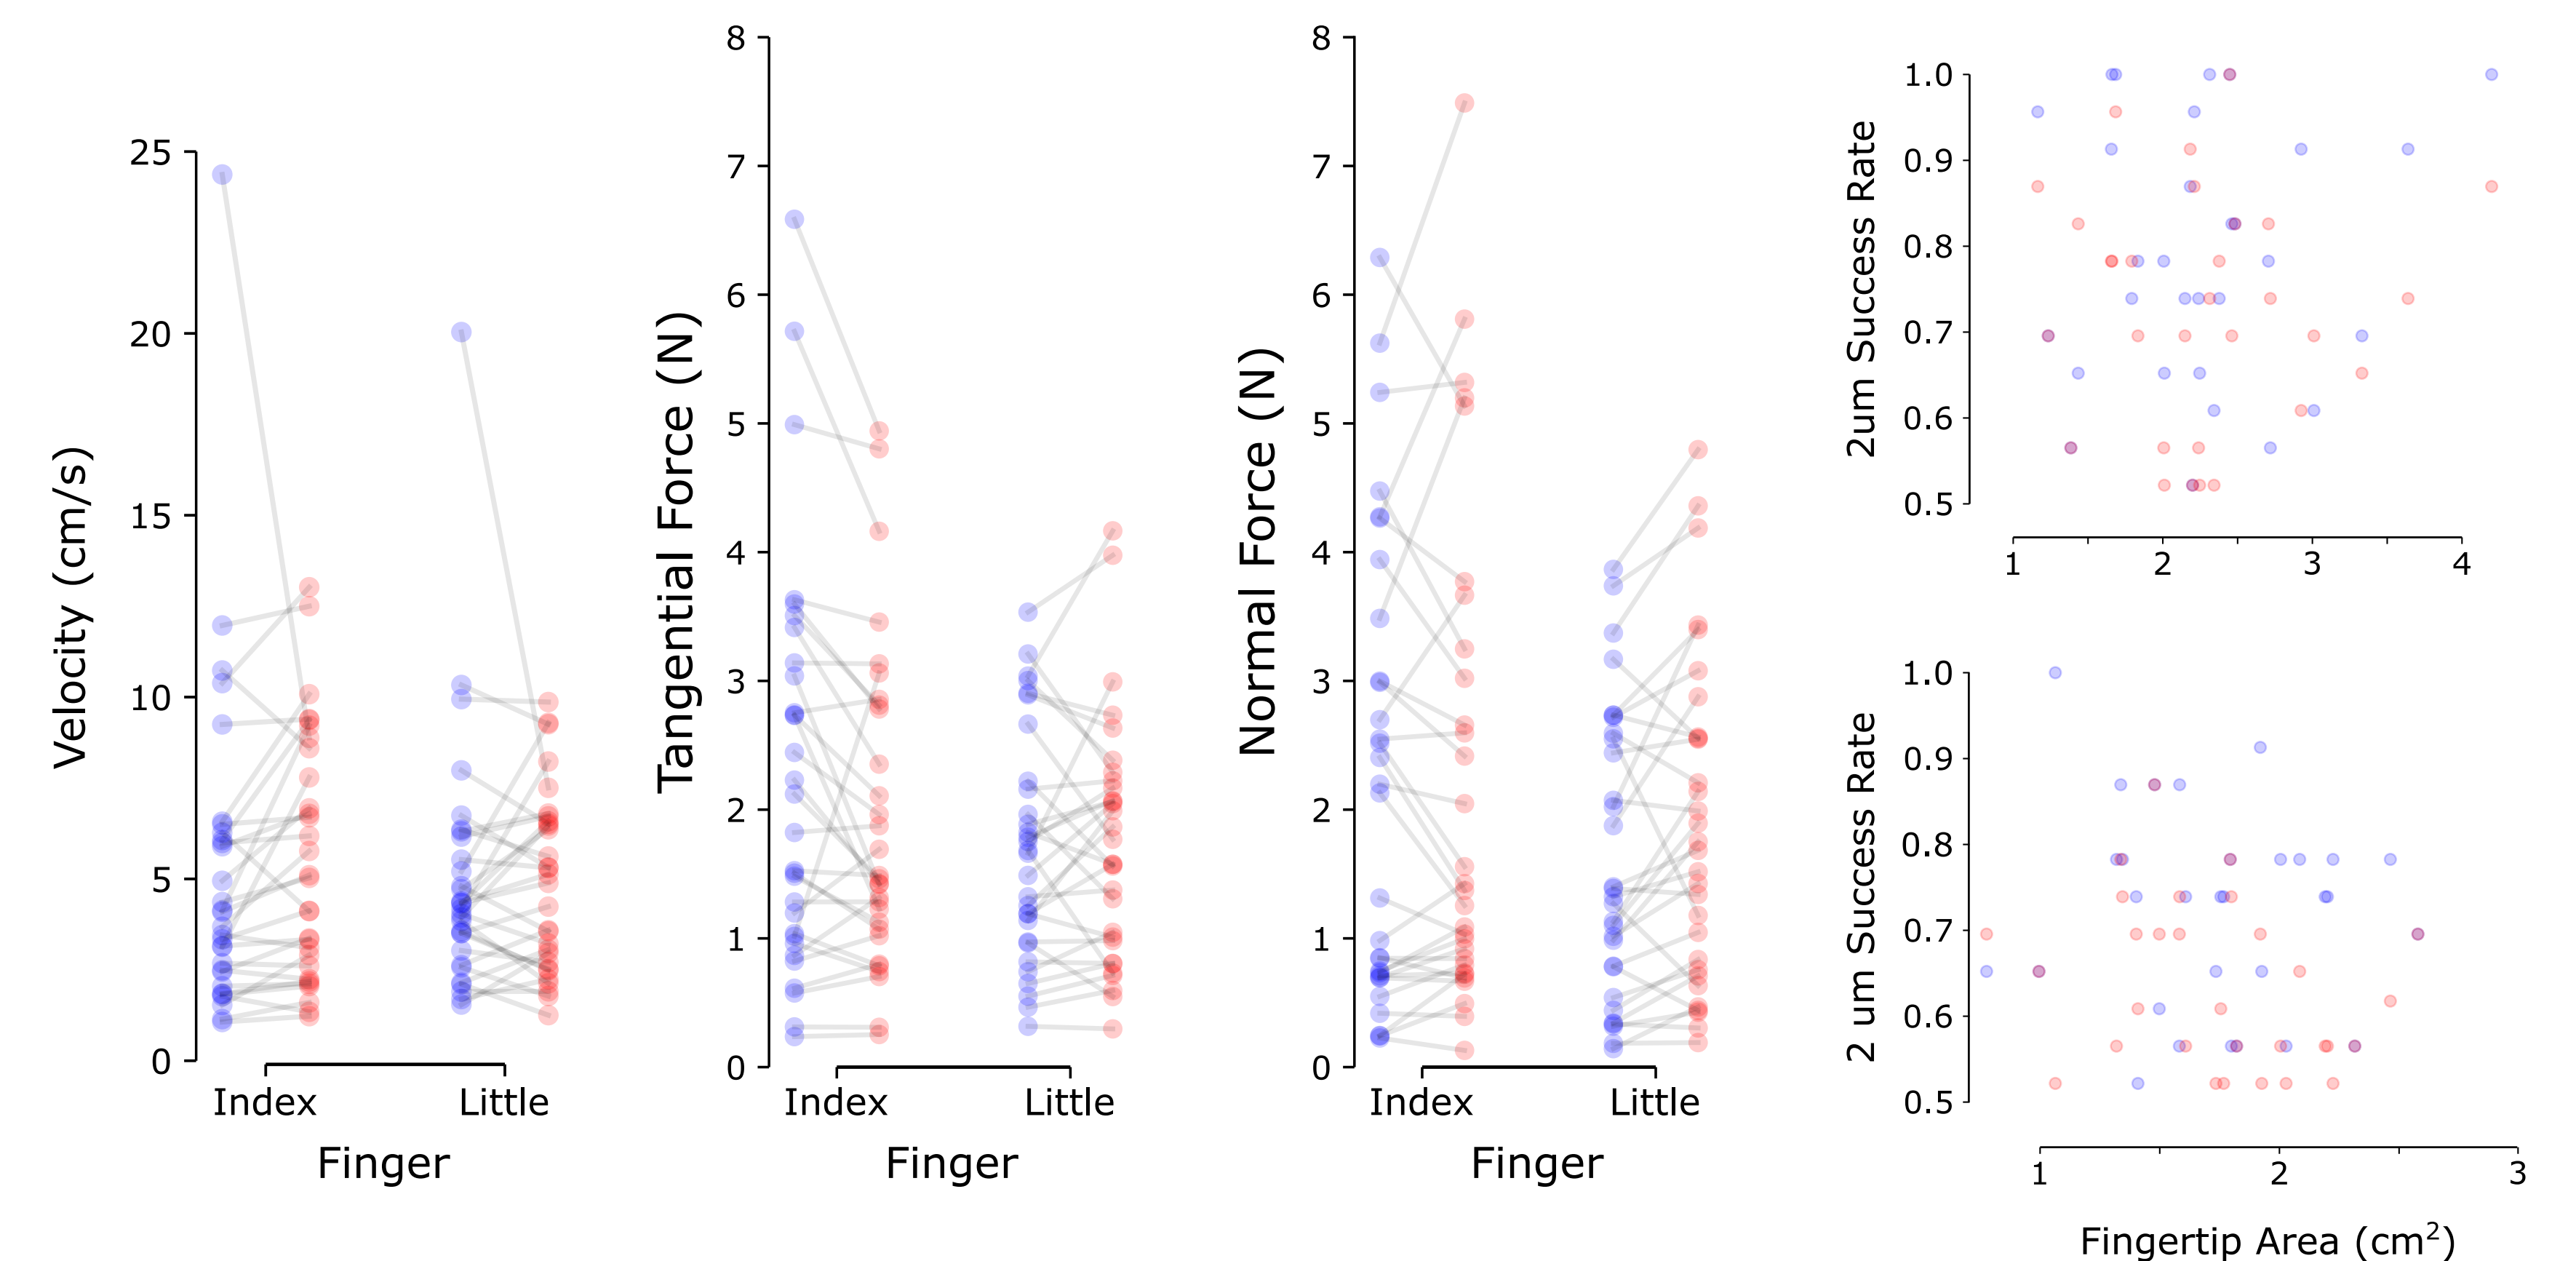 Velocity (cm/s)
25
20
15
10
5
0
Index Little
Finger
Tangential Force (N)
8
7
6
5
4
3
2
1
0
Index Little
Finger
Normal Force (N)
8
7
6
5
4
3
2
1
0
Index Little
Finger
2um Success Rate
1.0
0.9
0.8
0.7
0.6
0.5
1 2 3 4
2 um Success Rate
1.0
0.9
0.8
0.7
0.6
0.5
1 2 3
Fingertip Area (cm²)